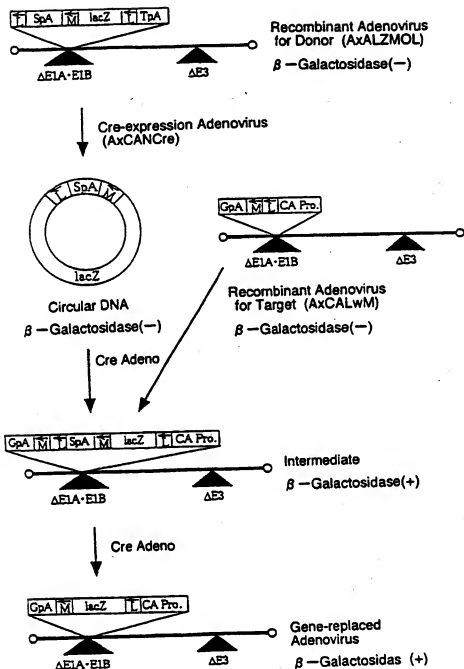 L SpA M lacZ L TpA
Recombinant Adenovirus
for Donor (AxALZMOL)
ΔE1A·E1B
ΔE3
β－Galactosidase(－)
Cre-expression Adenovirus
(AxCANCre)
L SpA M
lacZ
GpA M L CA Pro.
ΔE1A·E1B
ΔE3
Circular DNA
β－Galactosidase(－)
Recombinant Adenovirus
for Target (AxCALwM)
β－Galactosidase(－)
Cre Adeno
GpA M L SpA M lacZ L CA Pro.
Intermediate
ΔE1A·E1B
ΔE3
β－Galactosidase(+)
Cre Adeno
GpA M lacZ L CA Pro.
Gene-replaced
Adenovirus
ΔE1A·E1B
ΔE3
β－Galactosidas (+)